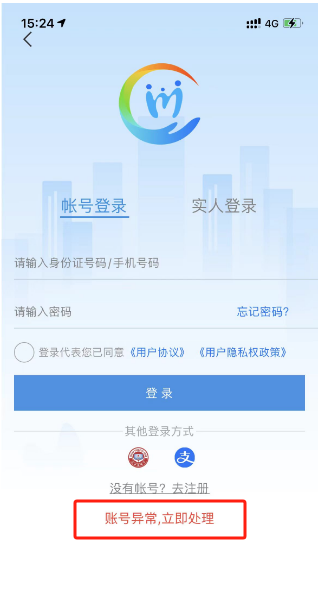 15:24 4G
帐号登录 实人登录
请输入身份证号码/手机号码
请输入密码 忘记密码?
登录代表您已同意《用户协议》 《用户隐私权政策》
登录
其他登录方式
没有帐号? 去注册
账号异常,立即处理